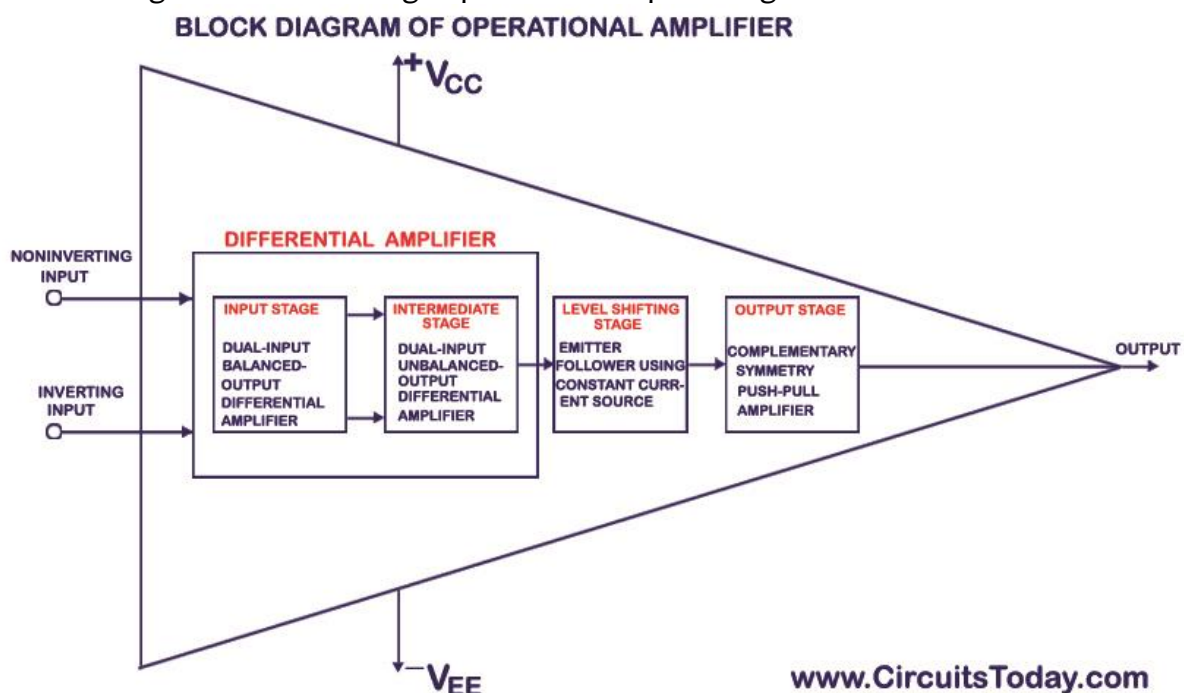 BLOCK DIAGRAM OF OPERATIONAL AMPLIFIER
+VCC
DIFFERENTIAL AMPLIFIER
NONINVERTING
INPUT
INVERTING
INPUT
INPUT STAGE
DUAL-INPUT
BALANCED-
OUTPUT
DIFFERENTIAL
AMPLIFIER
INTERMEDIATE
STAGE
DUAL-INPUT
UNBALANCED-
OUTPUT
DIFFERENTIAL
AMPLIFIER
LEVEL SHIFTING
STAGE
EMITTER
FOLLOWER USING
CONSTANT CURR-
ENT SOURCE
OUTPUT STAGE
COMPLEMENTARY
SYMMETRY
PUSH-PULL
AMPLIFIER
OUTPUT
−VEE
www.CircuitsToday.com